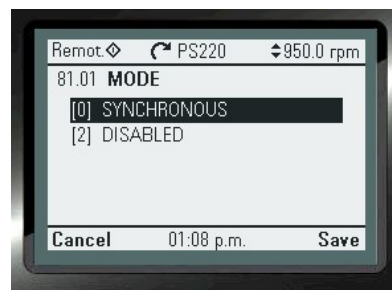 Remot. PS220 950.0 rpm
81.01 MODE
[0] SYNCHRONOUS
[2] DISABLED
Cancel 01:08 p.m. Save